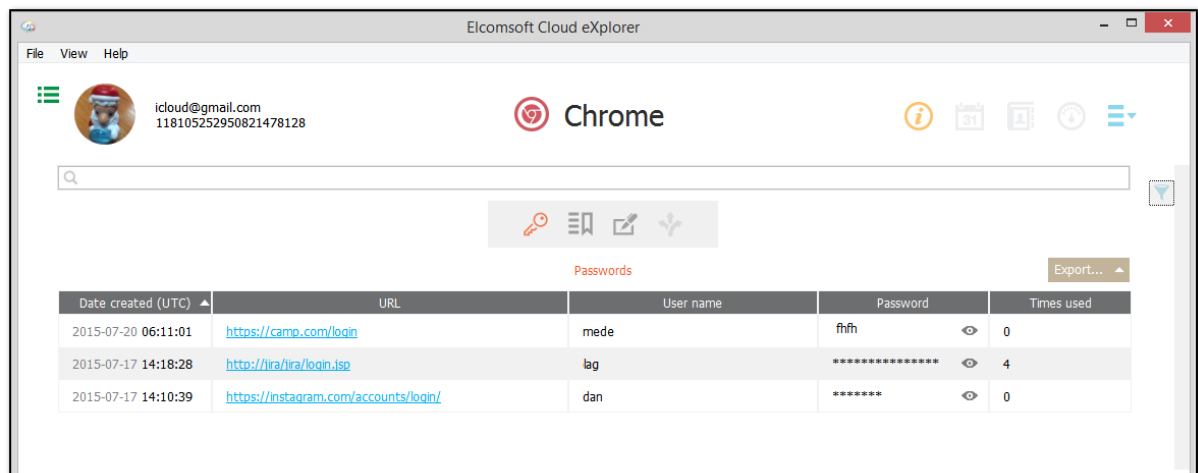 Elcomsoft Cloud eXplorer
File View Help
icloud@gmail.com
118105252950821478128
Chrome
31
Passwords
Export...
Date created (UTC) URL User name Password Times used
2015-07-20 06:11:01 https://camp.com/login mede fhfh 0
2015-07-17 14:18:28 http://jira/jira/login.jsp lag *************** 4
2015-07-17 14:10:39 https://instagram.com/accounts/login/ dan ******* 0